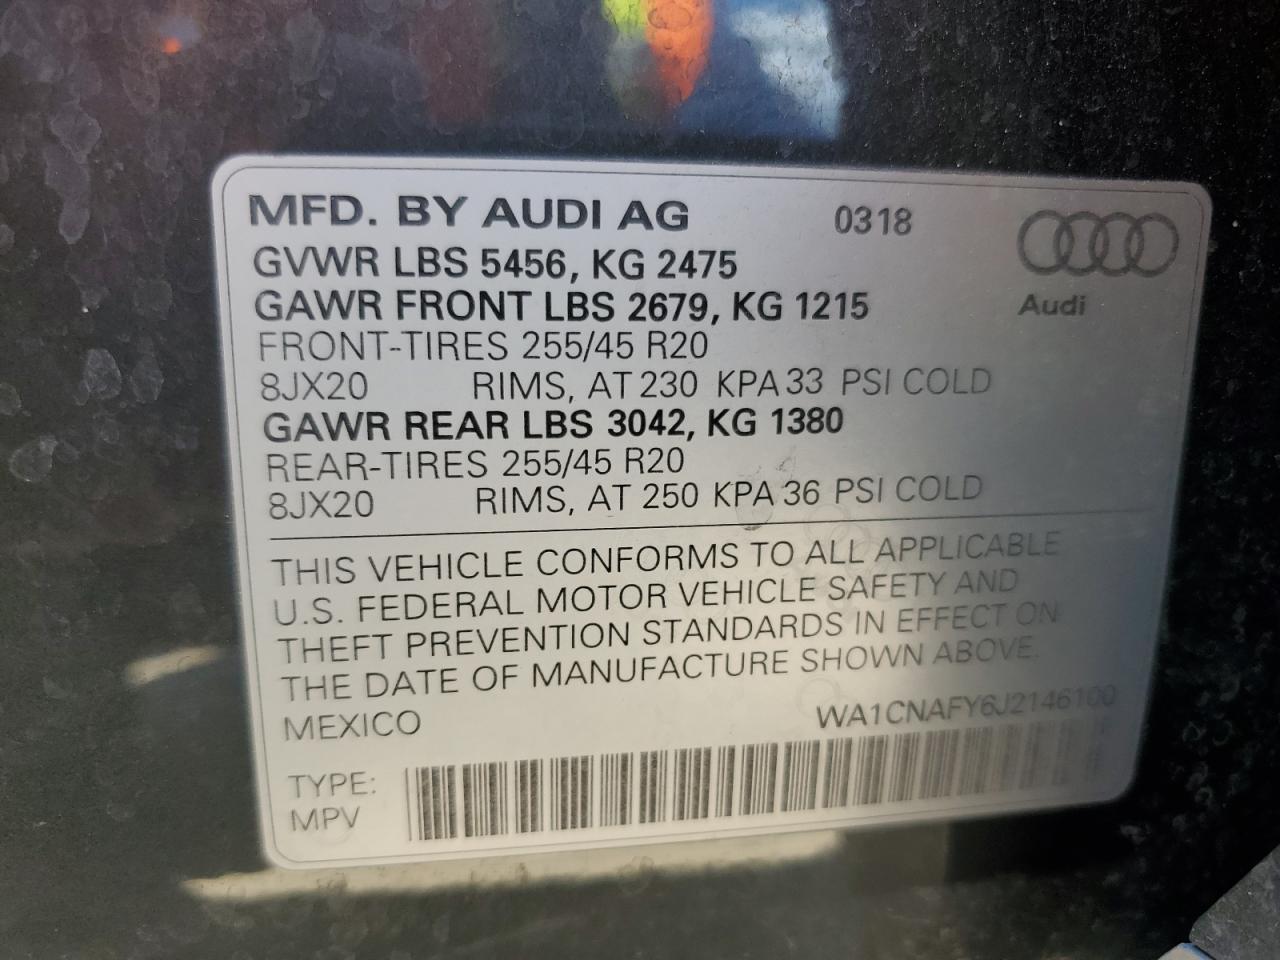 MFD. BY AUDI AG 0318
GVWR LBS 5456, KG 2475
GAWR FRONT LBS 2679, KG 1215
Audi
FRONT-TIRES 255/45 R20
8JX20 RIMS, AT 230 KPA 33 PSI COLD
GAWR REAR LBS 3042, KG 1380
REAR-TIRES 255/45 R20
8JX20 RIMS, AT 250 KPA 36 PSI COLD
THIS VEHICLE CONFORMS TO ALL APPLICABLE
U.S. FEDERAL MOTOR VEHICLE SAFETY AND
THEFT PREVENTION STANDARDS IN EFFECT ON
THE DATE OF MANUFACTURE SHOWN ABOVE.
MEXICO WA1CNAFY6J2146100
TYPE:
MPV